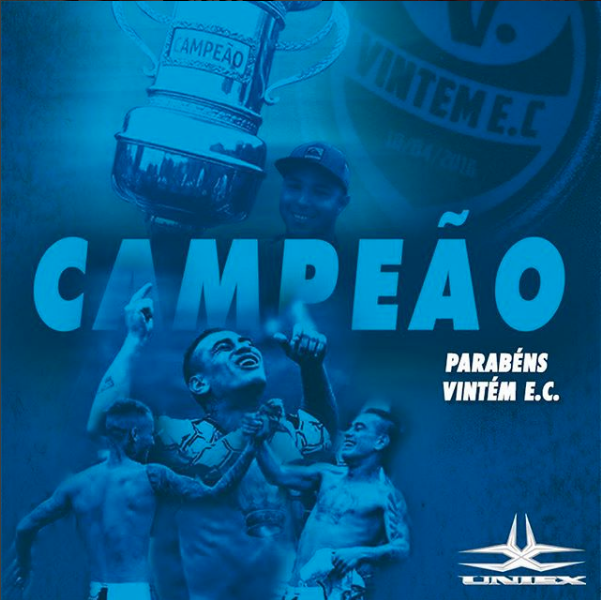 CAMPEÃO
V.
VINTEM E.C
CAMPEÃO
PARABÉNS
VINTÉM E.C.
UNIEX